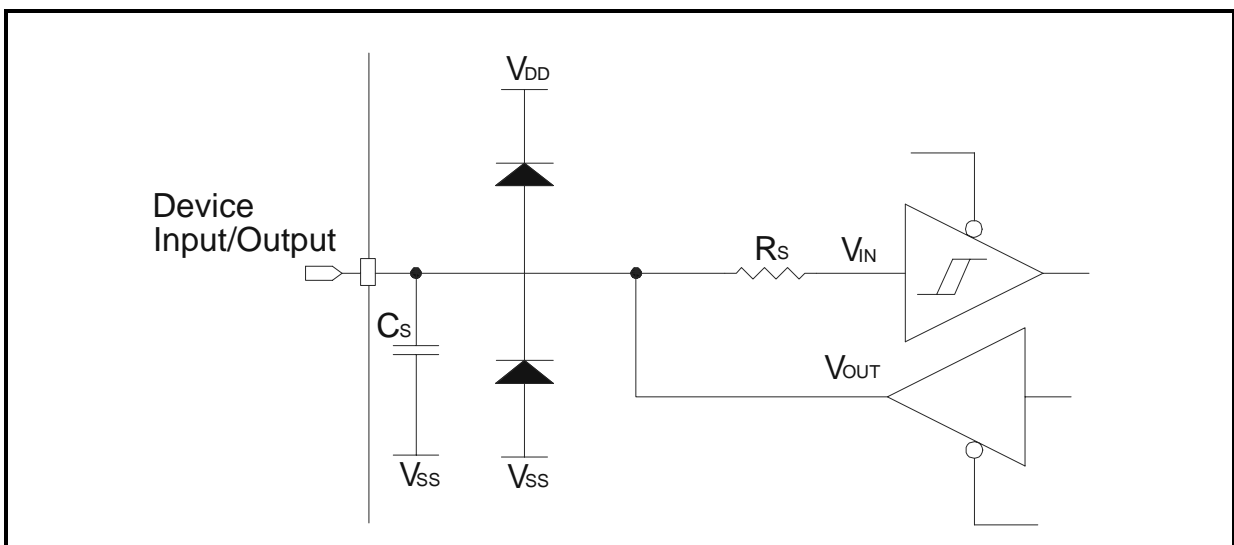 VDD
Device
Input/Output
RS
VIN
CS
VOUT
VSS
VSS